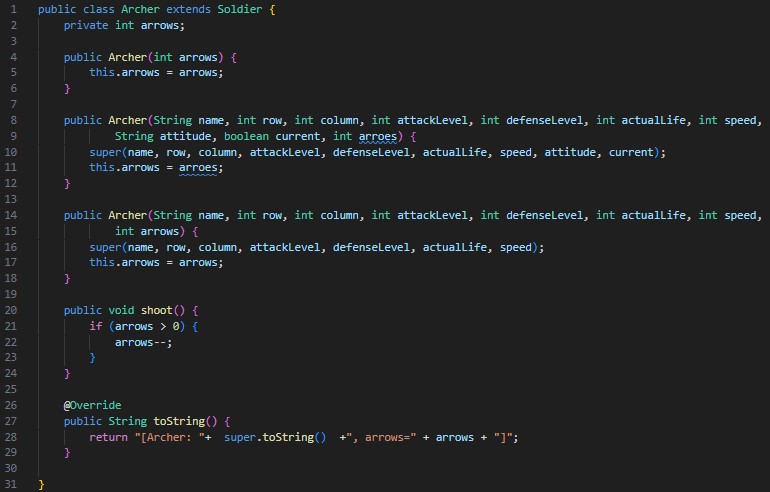 1 public class Archer extends Soldier {
2 private int arrows;
3
4 public Archer(int arrows) {
5 this.arrows = arrows;
6 }
7
8 public Archer(String name, int row, int column, int attackLevel, int defenseLevel, int actualLife, int speed,
9 String attitude, boolean current, int arroes) {
10 super(name, row, column, attackLevel, defenseLevel, actualLife, speed, attitude, current);
11 this.arrows = arroes;
12 }
13
14 public Archer(String name, int row, int column, int attackLevel, int defenseLevel, int actualLife, int speed,
15 int arrows) {
16 super(name, row, column, attackLevel, defenseLevel, actualLife, speed);
17 this.arrows = arrows;
18 }
19
20 public void shoot() {
21 if (arrows > 0) {
22 arrows--;
23 }
24 }
25
26 @Override
27 public String toString() {
28 return "[Archer: "+  super.toString()  +", arrows=" + arrows + "]";
29 }
30
31 }